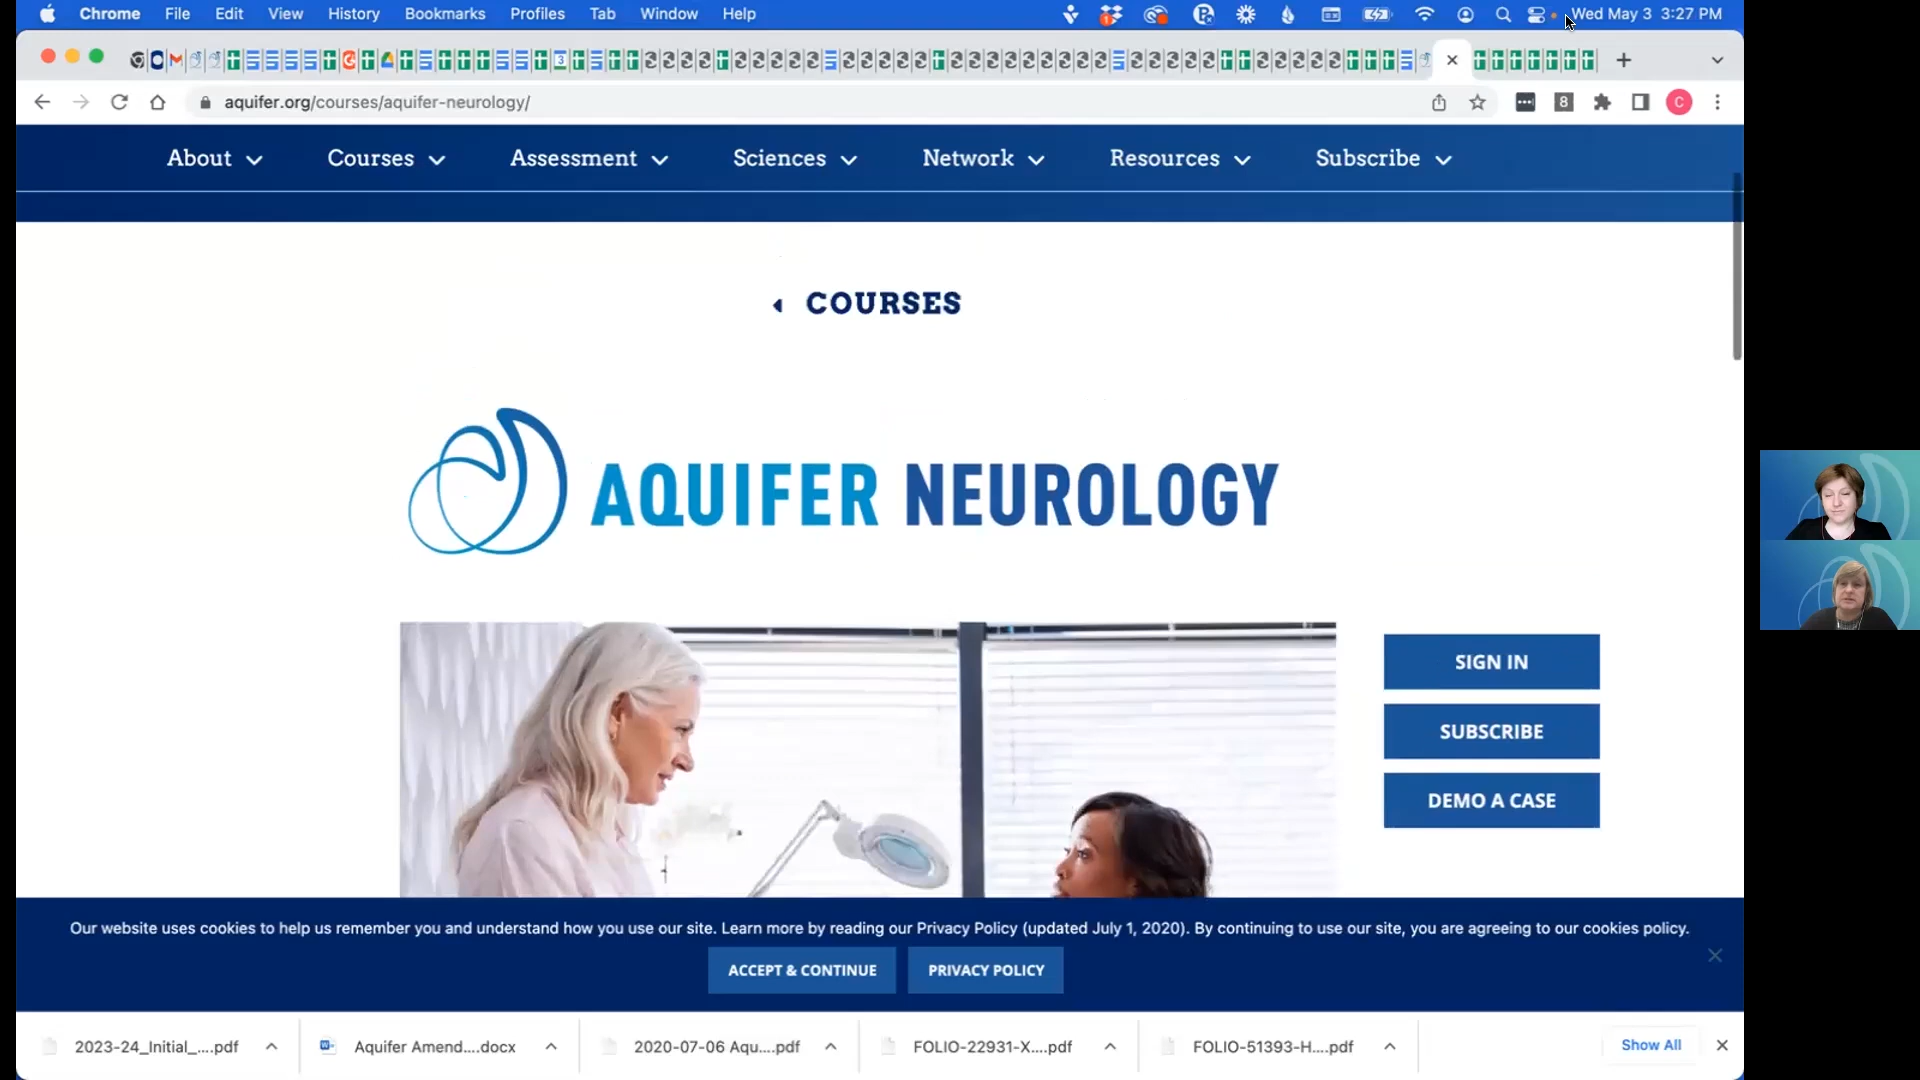 Chrome File Edit View History Bookmarks Profiles Tab Window Help Wed May 3 3:27 PM
aquifer.org/courses/aquifer-neurology/ 8 C
About Courses Assessment Sciences Network Resources Subscribe
COURSES
AQUIFER NEUROLOGY
SIGN IN
SUBSCRIBE
DEMO A CASE
Our website uses cookies to help us remember you and understand how you use our site. Learn more by reading our Privacy Policy (updated July 1, 2020). By continuing to use our site, you are agreeing to our cookies policy.
ACCEPT & CONTINUE PRIVACY POLICY
2023-24_Initial_....pdf Aquifer Amend....docx 2020-07-06 Aqu....pdf FOLIO-22931-X....pdf FOLIO-51393-H....pdf Show All